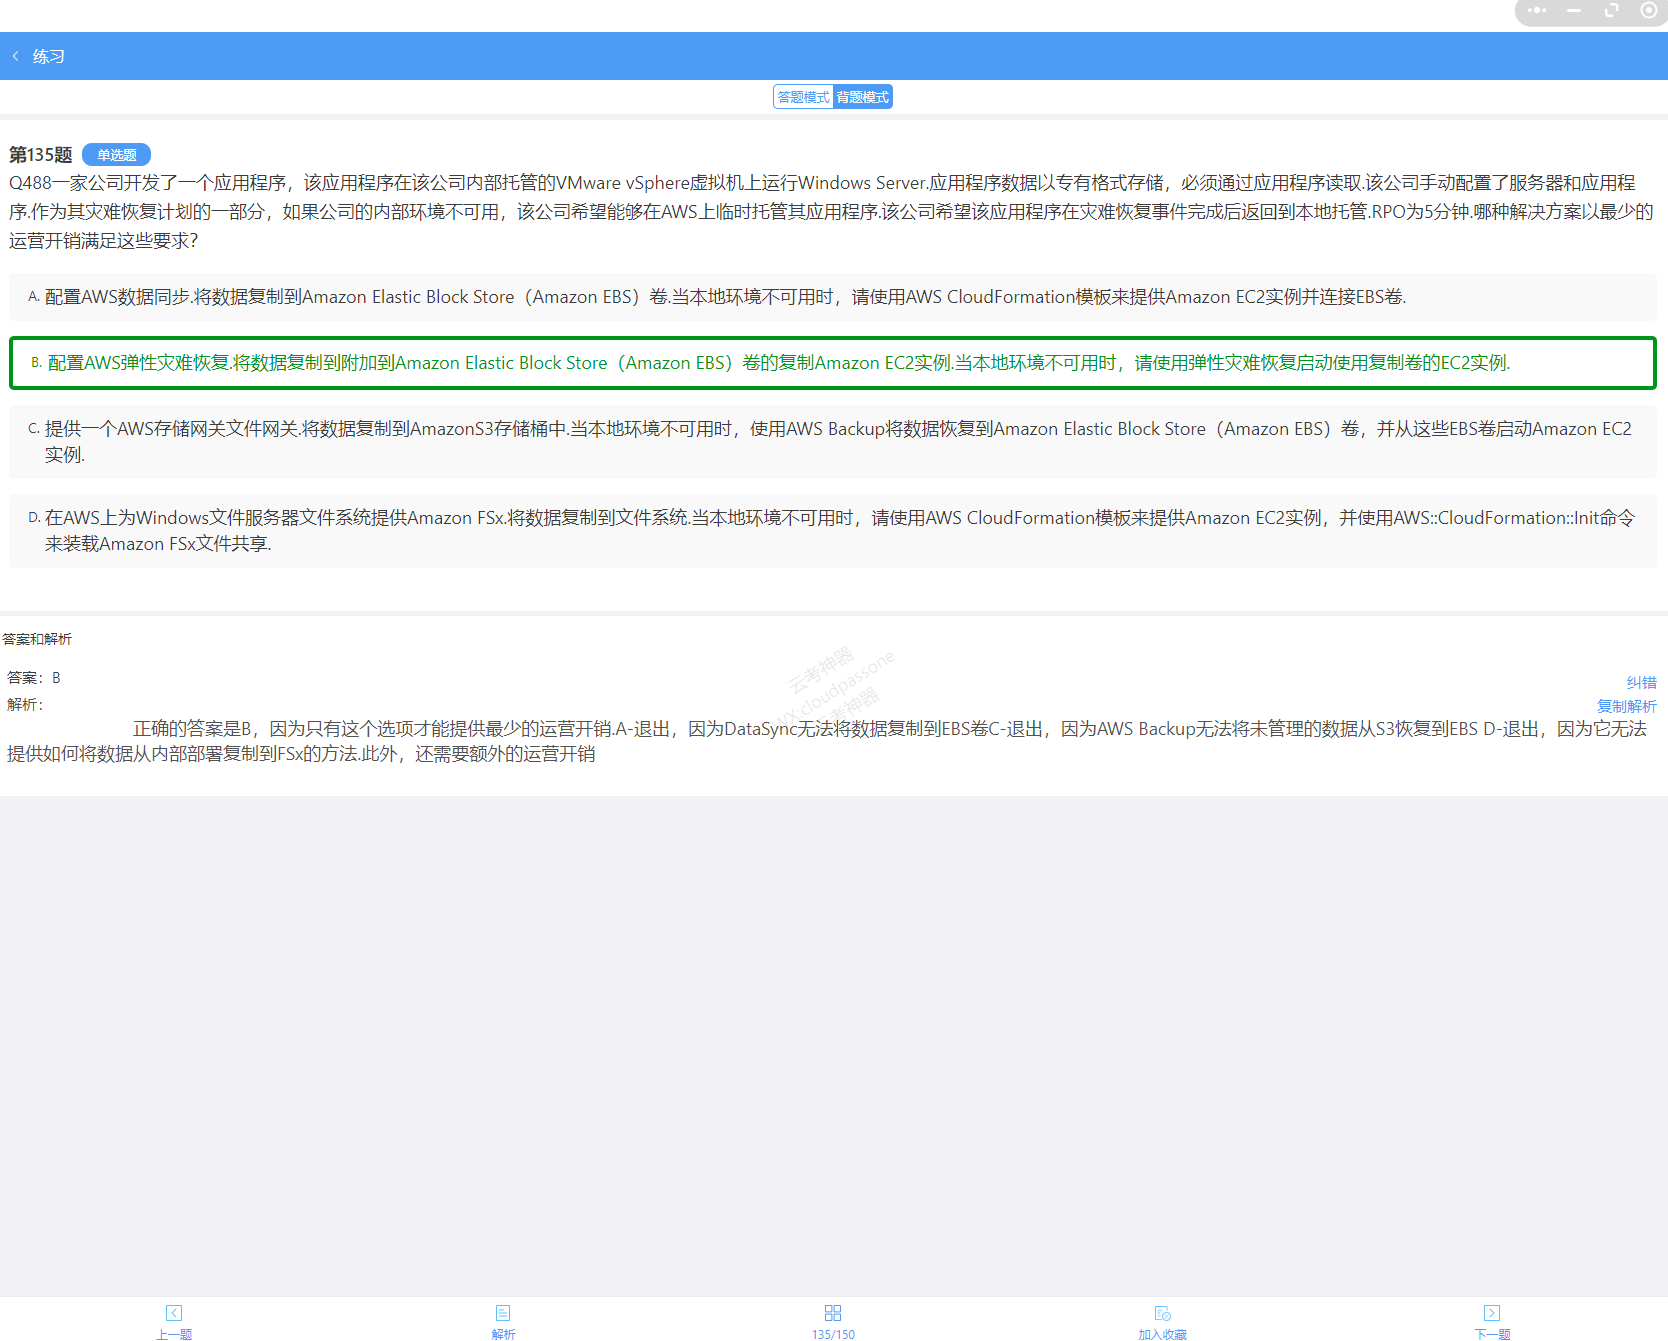 练习
答题模式 背题模式
第135题 单选题
Q488一家公司开发了一个应用程序，该应用程序在该公司内部托管的VMware vSphere虚拟机上运行Windows Server.应用程序数据以专有格式存储，必须通过应用程序读取.该公司手动配置了服务器和应用程
序.作为其灾难恢复计划的一部分，如果公司的内部环境不可用，该公司希望能够在AWS上临时托管其应用程序.该公司希望该应用程序在灾难恢复事件完成后返回到本地托管.RPO为5分钟.哪种解决方案以最少的
运营开销满足这些要求？
A. 配置AWS数据同步.将数据复制到Amazon Elastic Block Store（Amazon EBS）卷.当本地环境不可用时，请使用AWS CloudFormation模板来提供Amazon EC2实例并连接EBS卷.
B. 配置AWS弹性灾难恢复.将数据复制到附加到Amazon Elastic Block Store（Amazon EBS）卷的复制Amazon EC2实例.当本地环境不可用时，请使用弹性灾难恢复启动使用复制卷的EC2实例.
C. 提供一个AWS存储网关文件网关.将数据复制到AmazonS3存储桶中.当本地环境不可用时，使用AWS Backup将数据恢复到Amazon Elastic Block Store（Amazon EBS）卷，并从这些EBS卷启动Amazon EC2
实例.
D. 在AWS上为Windows文件服务器文件系统提供Amazon FSx.将数据复制到文件系统.当本地环境不可用时，请使用AWS CloudFormation模板来提供Amazon EC2实例，并使用AWS::CloudFormation::Init命令
来装载Amazon FSx文件共享.
答案和解析
云考神器
WX:cloudpassone
云考神器
答案：B
纠错
解析：
复制解析
正确的答案是B，因为只有这个选项才能提供最少的运营开销.A-退出，因为DataSync无法将数据复制到EBS卷C-退出，因为AWS Backup无法将未管理的数据从S3恢复到EBS D-退出，因为它无法
提供如何将数据从内部部署复制到FSx的方法.此外，还需要额外的运营开销
上一题 解析 135/150 加入收藏 下一题